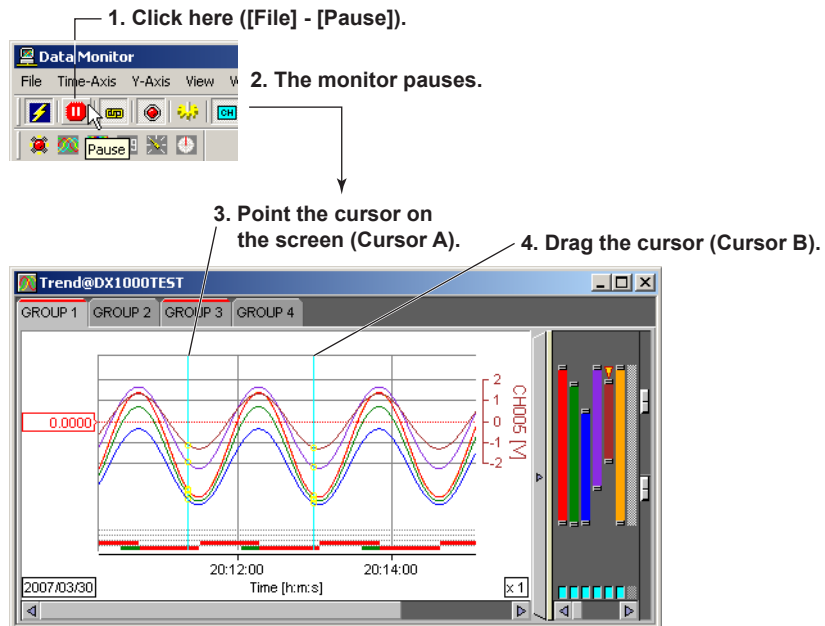 1. Click here ([File] - [Pause]).
Data Monitor
File Time-Axis Y-Axis View
2. The monitor pauses.
CH
Pause
3. Point the cursor on
the screen (Cursor A).
4. Drag the cursor (Cursor B).
Trend@DX1000TEST
GROUP 1 GROUP 2 GROUP 3 GROUP 4
2
1
0.0000
0
-1
-2
CH005 [V]
20:12:00 20:14:00
2007/03/30 Time [h:m:s] x 1